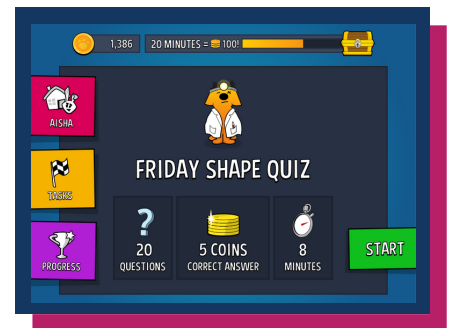 1,386
20 MINUTES = 100!
AISHA
TASKS
PROGRESS
FRIDAY SHAPE QUIZ
?
20
QUESTIONS
5 COINS
CORRECT ANSWER
8
MINUTES
START